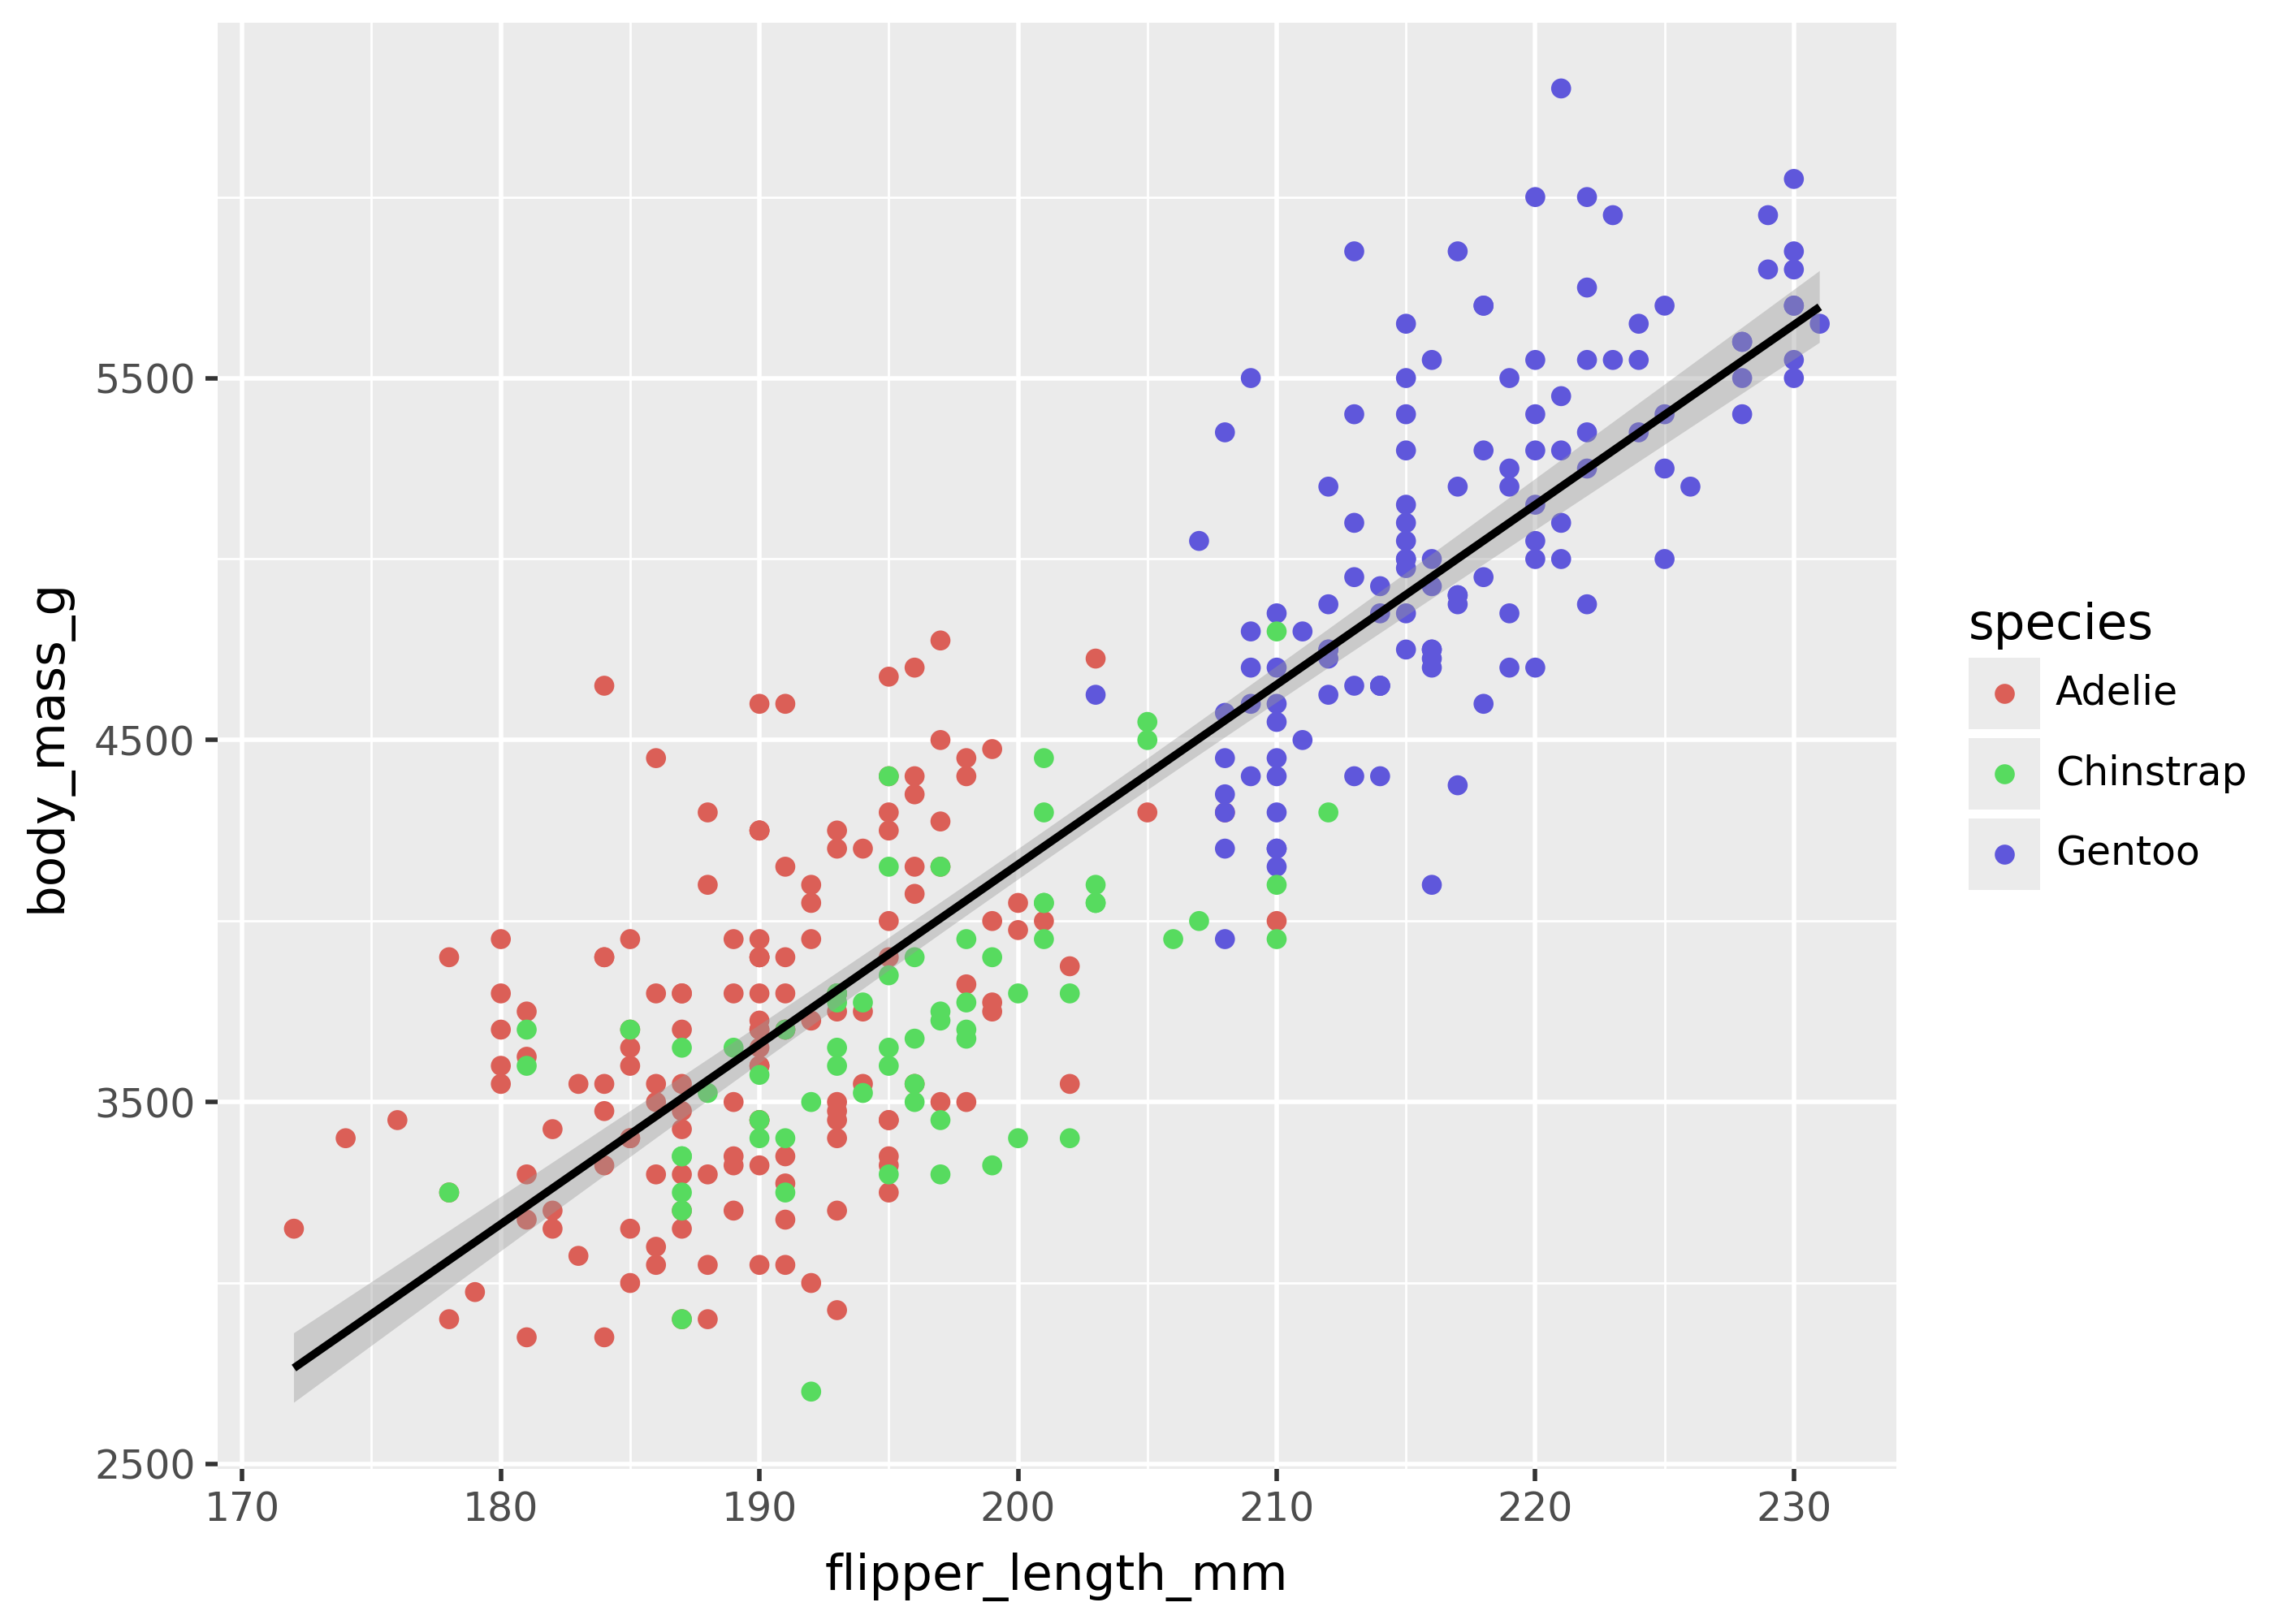 body_mass_g
5500
4500
3500
2500
170 180 190 200 210 220 230
flipper_length_mm
species
Adelie
Chinstrap
Gentoo